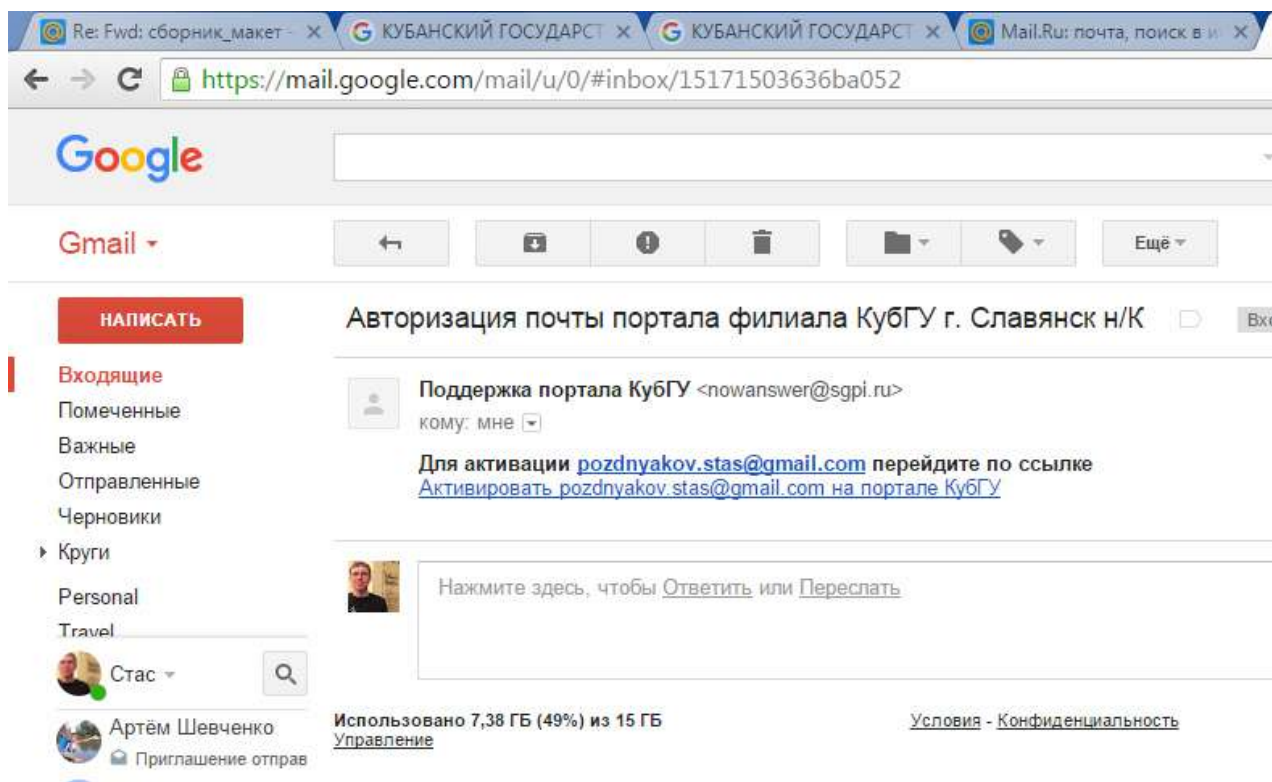 Re: Fwd: сборник_макет -
КУБАНСКИЙ ГОСУДАРСТ
КУБАНСКИЙ ГОСУДАРСТ
Mail.Ru: почта, поиск в и
https://mail.google.com/mail/u/0/#inbox/15171503636ba052
Google
Gmail
Ещё
НАПИСАТЬ
Авторизация почты портала филиала КубГУ г. Славянск н/К
Вхо
Входящие
Помеченные
Важные
Отправленные
Черновики
Круги
Personal
Travel
Поддержка портала КубГУ <nowanswer@sgpi.ru>
кому: мне
Для активации pozdnyakov.stas@gmail.com перейдите по ссылке
Активировать pozdnyakov.stas@gmail.com на портале КубГУ
Нажмите здесь, чтобы Ответить или Переслать
Стас
Артём Шевченко
Приглашение отправ
Использовано 7,38 ГБ (49%) из 15 ГБ
Управление
Условия - Конфиденциальность